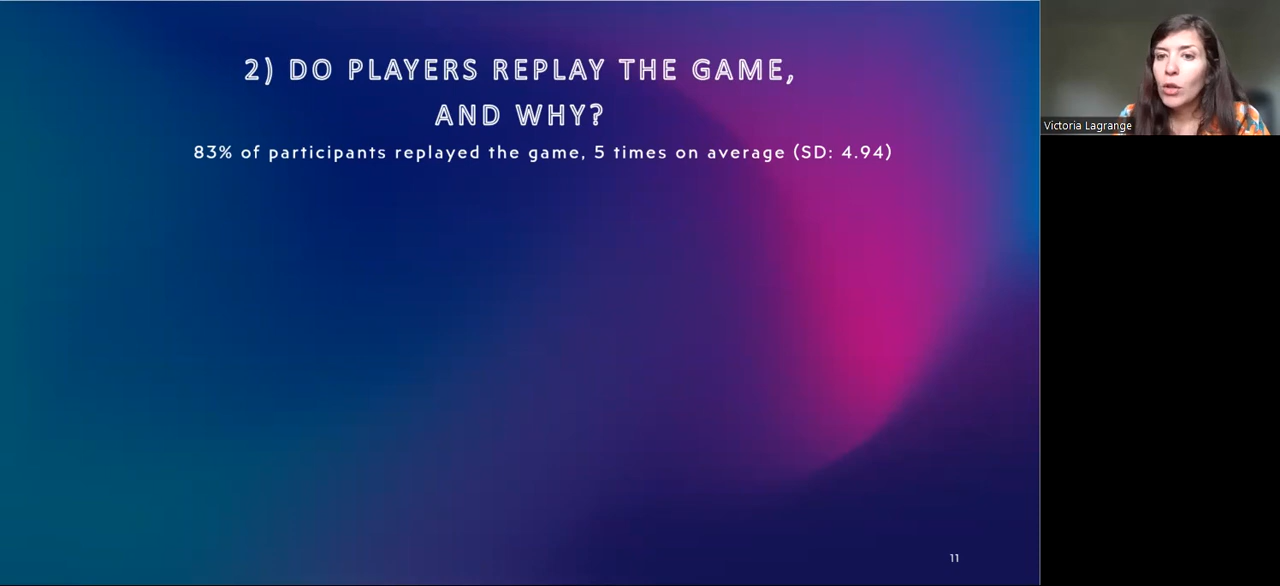 2) DO PLAYERS REPLAY THE GAME,
AND WHY?
83% of participants replayed the game, 5 times on average (SD: 4.94)
Victoria Lagrange
11